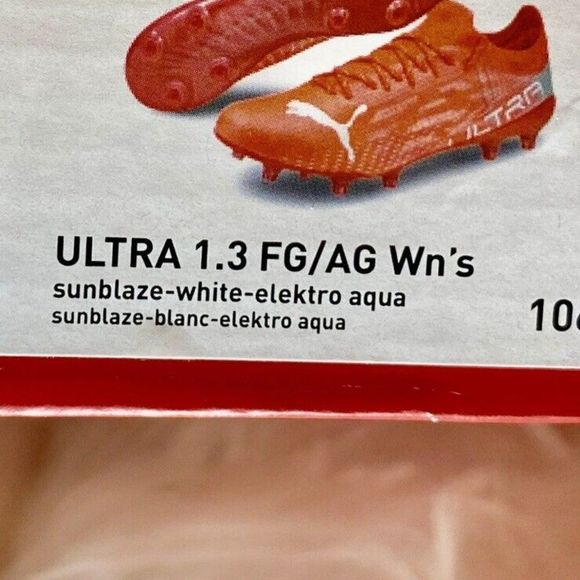 ULTRA
ULTRA 1.3 FG/AG Wn's
sunblaze-white-elektro aqua
sunblaze-blanc-elektro aqua